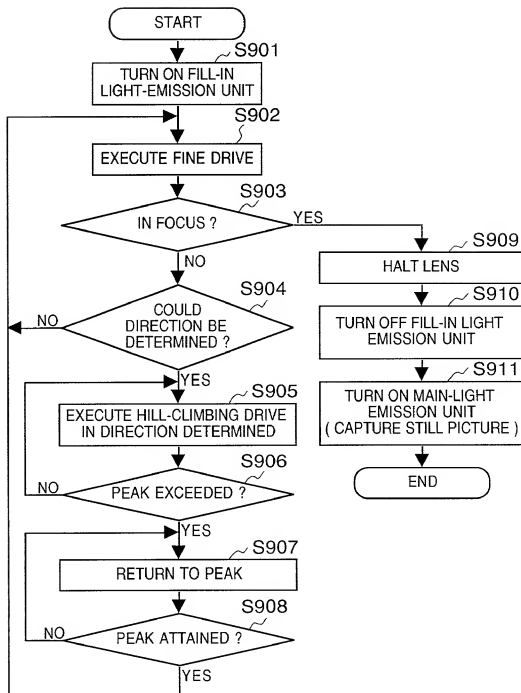 START
S901
TURN ON FILL-IN
LIGHT-EMISSION UNIT
S902
EXECUTE FINE DRIVE
S903
IN FOCUS ?
YES
NO
S904
COULD
DIRECTION BE
DETERMINED ?
NO
YES
S905
EXECUTE HILL-CLIMBING DRIVE
IN DIRECTION DETERMINED
S906
PEAK EXCEEDED ?
NO
YES
S907
RETURN TO PEAK
S908
PEAK ATTAINED ?
NO
YES
S909
HALT LENS
S910
TURN OFF FILL-IN LIGHT
EMISSION UNIT
S911
TURN ON MAIN-LIGHT
EMISSION UNIT
( CAPTURE STILL PICTURE )
END